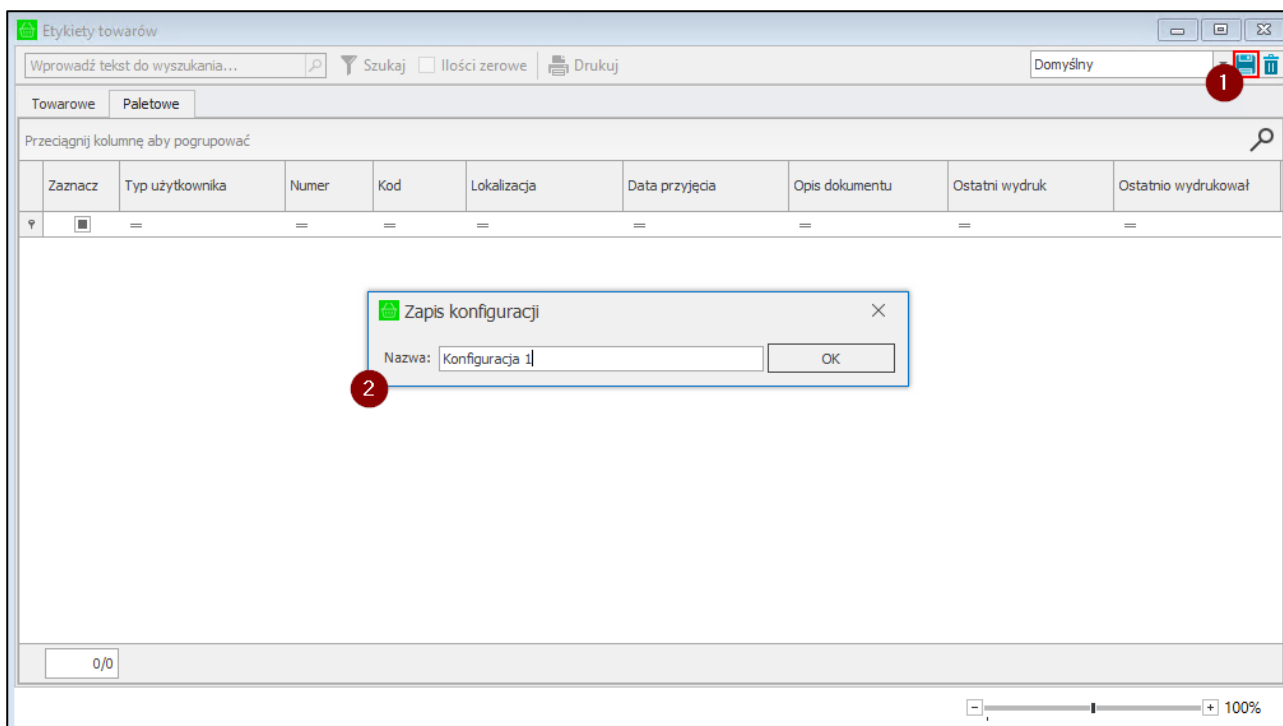 Etykiety towarów
Wprowadź tekst do wyszukania... Szukaj Ilości zerowe Drukuj Domyślny
1
Towarowe Paletowe
Przeciągnij kolumnę aby pogrupować
Zaznacz Typ użytkownika Numer Kod Lokalizacja Data przyjęcia Opis dokumentu Ostatni wydruk Ostatnio wydrukował
= = = = = = = =
Zapis konfiguracji
Nazwa: Konfiguracja 1 OK
2
0/0
100%